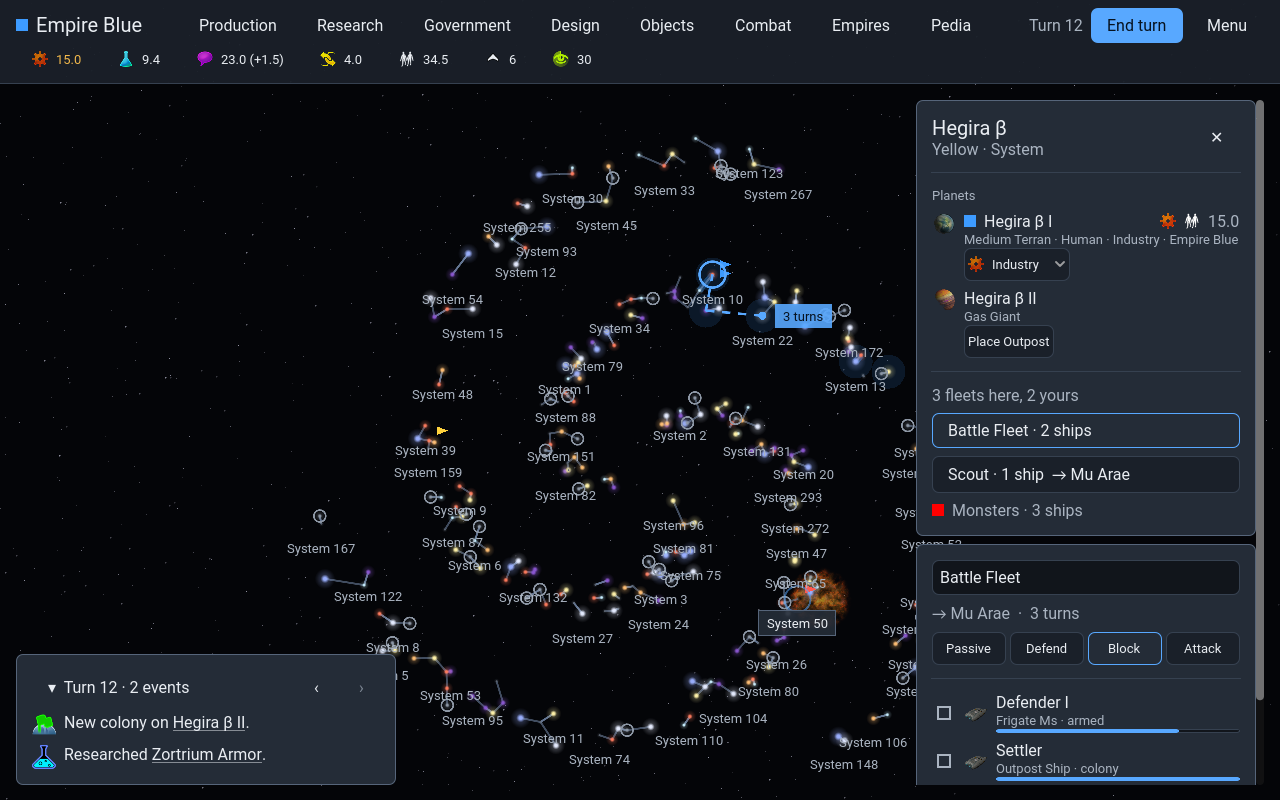 Empire Blue
Production
Research
Government
Design
Objects
Combat
Empires
Pedia
Turn 12
End turn
Menu
15.0
9.4
23.0 (+1.5)
4.0
34.5
6
30
System 123
System 33
System 267
System 30
System 45
System 255
System 93
System 12
System 54
System 10
System 15
System 34
3 turns
System 22
System 172
System 79
System 13
System 1
System 48
System 88
System 2
System 39
System 131
System 151
System 159
System 20
System 82
System 293
System 9
System 96
System 272
System 87
System 167
System 81
System 47
System 6
System 75
System 65
System 122
System 132
System 3
System 50
System 24
System 27
System 8
System 26
System 53
System 80
System 95
System 104
System 11
System 110
System 106
System 74
System 148
Hegira β
Yellow · System
Planets
Hegira β I
15.0
Medium Terran · Human · Industry · Empire Blue
Industry
Hegira β II
Gas Giant
Place Outpost
3 fleets here, 2 yours
Battle Fleet · 2 ships
Scout · 1 ship → Mu Arae
Monsters · 3 ships
Battle Fleet
→ Mu Arae · 3 turns
Passive
Defend
Block
Attack
Defender I
Frigate Ms · armed
Settler
Outpost Ship · colony
▾ Turn 12 · 2 events
‹
›
New colony on Hegira β II.
Researched Zortrium Armor.